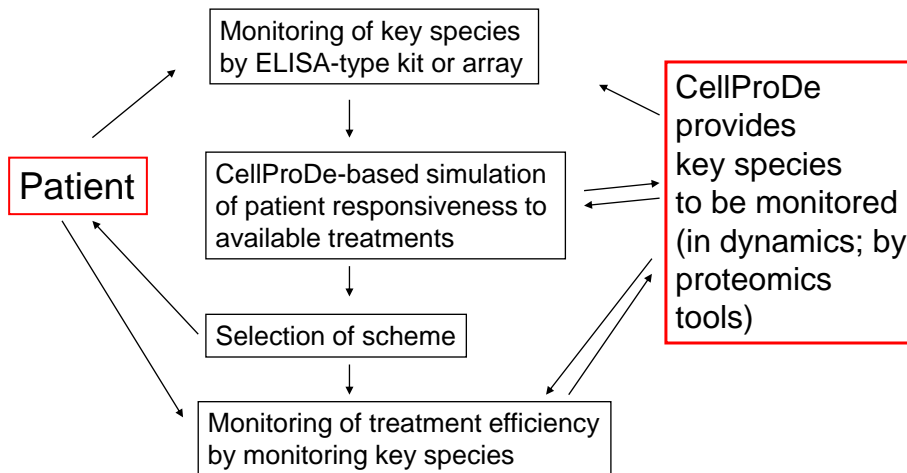 Monitoring of key species
by ELISA-type kit or array
CellProDe
provides
key species
to be monitored
(in dynamics; by
proteomics
tools)
Patient
CellProDe-based simulation
of patient responsiveness to
available treatments
Selection of scheme
Monitoring of treatment efficiency
by monitoring key species